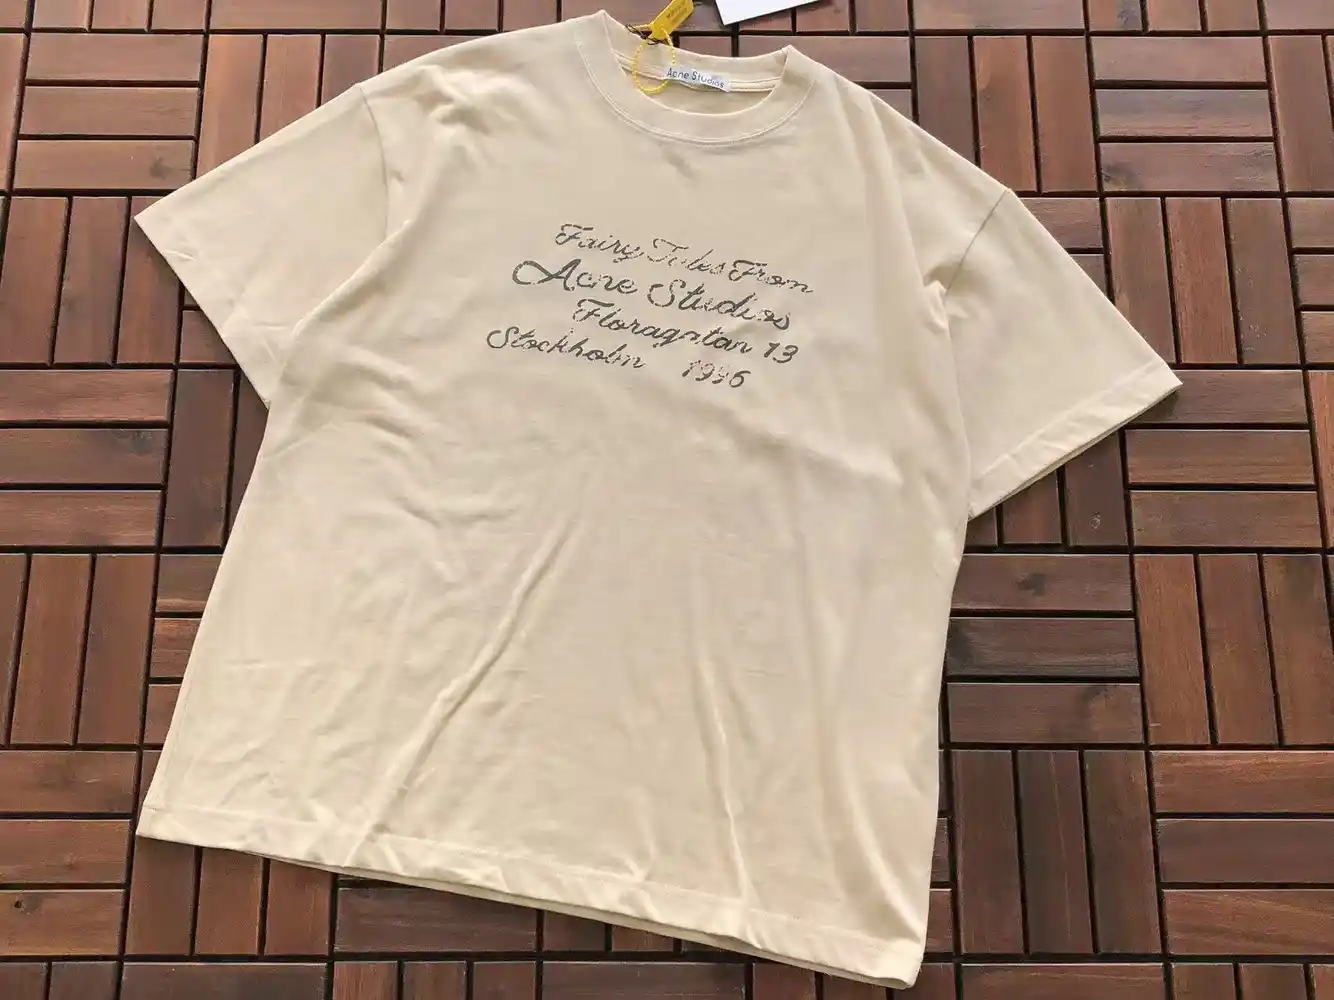 Acne Studios
Fairy Tales From
Acne Studios
Floragatan 13
Stockholm 1996